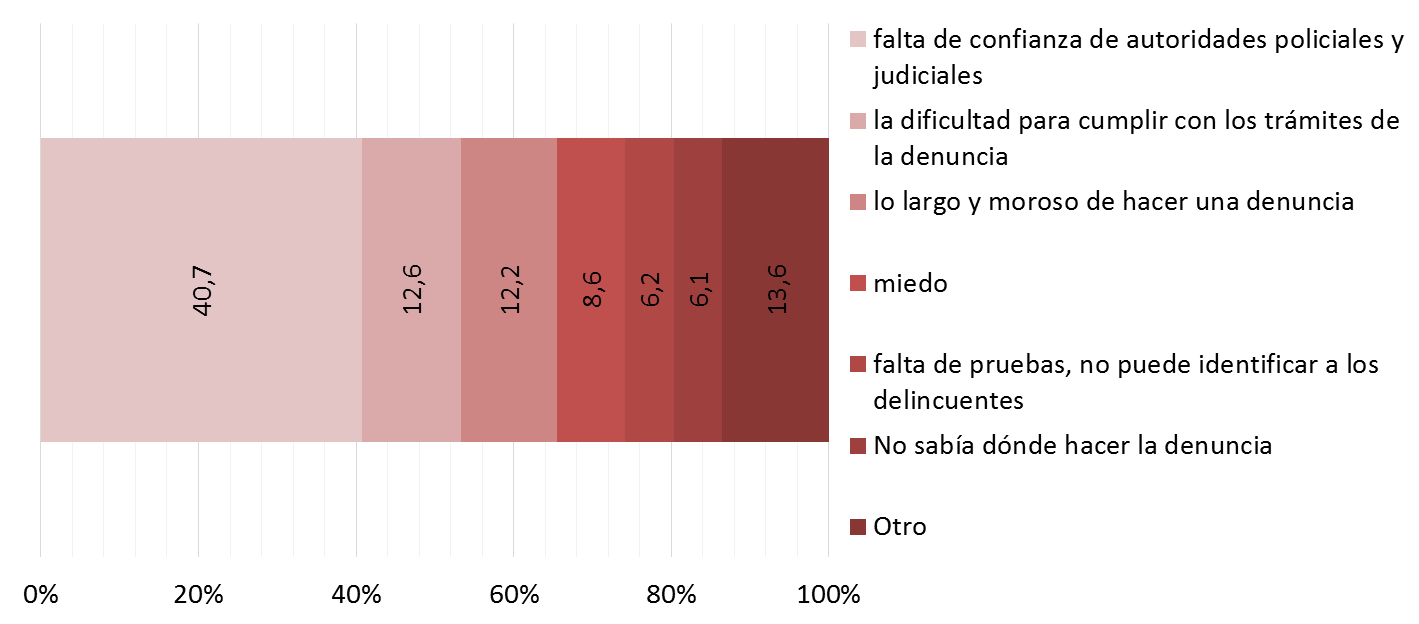 falta de confianza de autoridades policiales y
judiciales
la dificultad para cumplir con los trámites de
la denuncia
lo largo y moroso de hacer una denuncia
miedo
falta de pruebas, no puede identificar a los
delincuentes
No sabía dónde hacer la denuncia
Otro
40,7
12,6
12,2
8,6
6,2
6,1
13,6
0%
20%
40%
60%
80%
100%